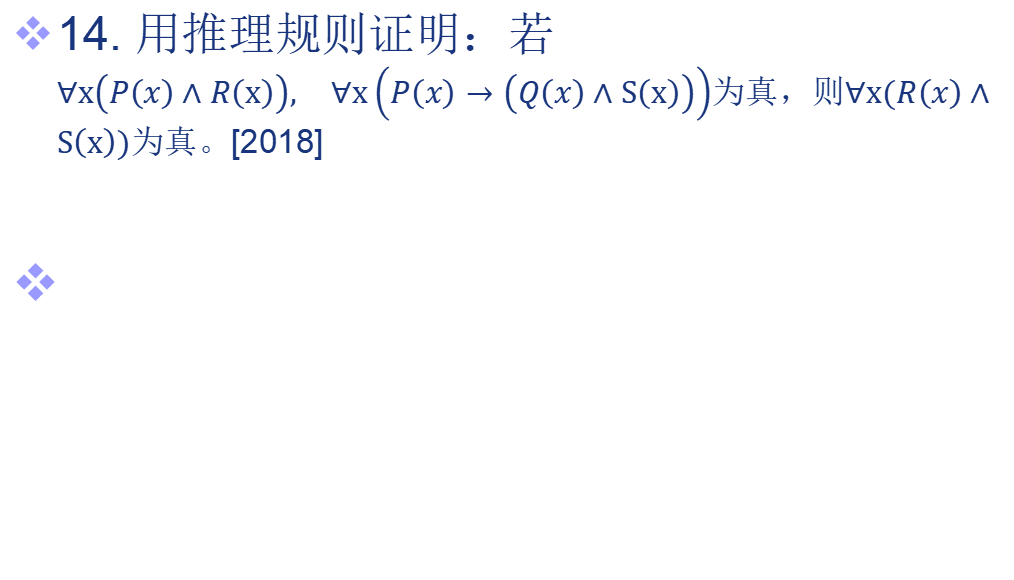 14. 用推理规则证明：若
∀x(P(x) ∧ R(x)), ∀x(P(x) → (Q(x) ∧ S(x)))为真，则∀x(R(x) ∧
S(x))为真。[2018]